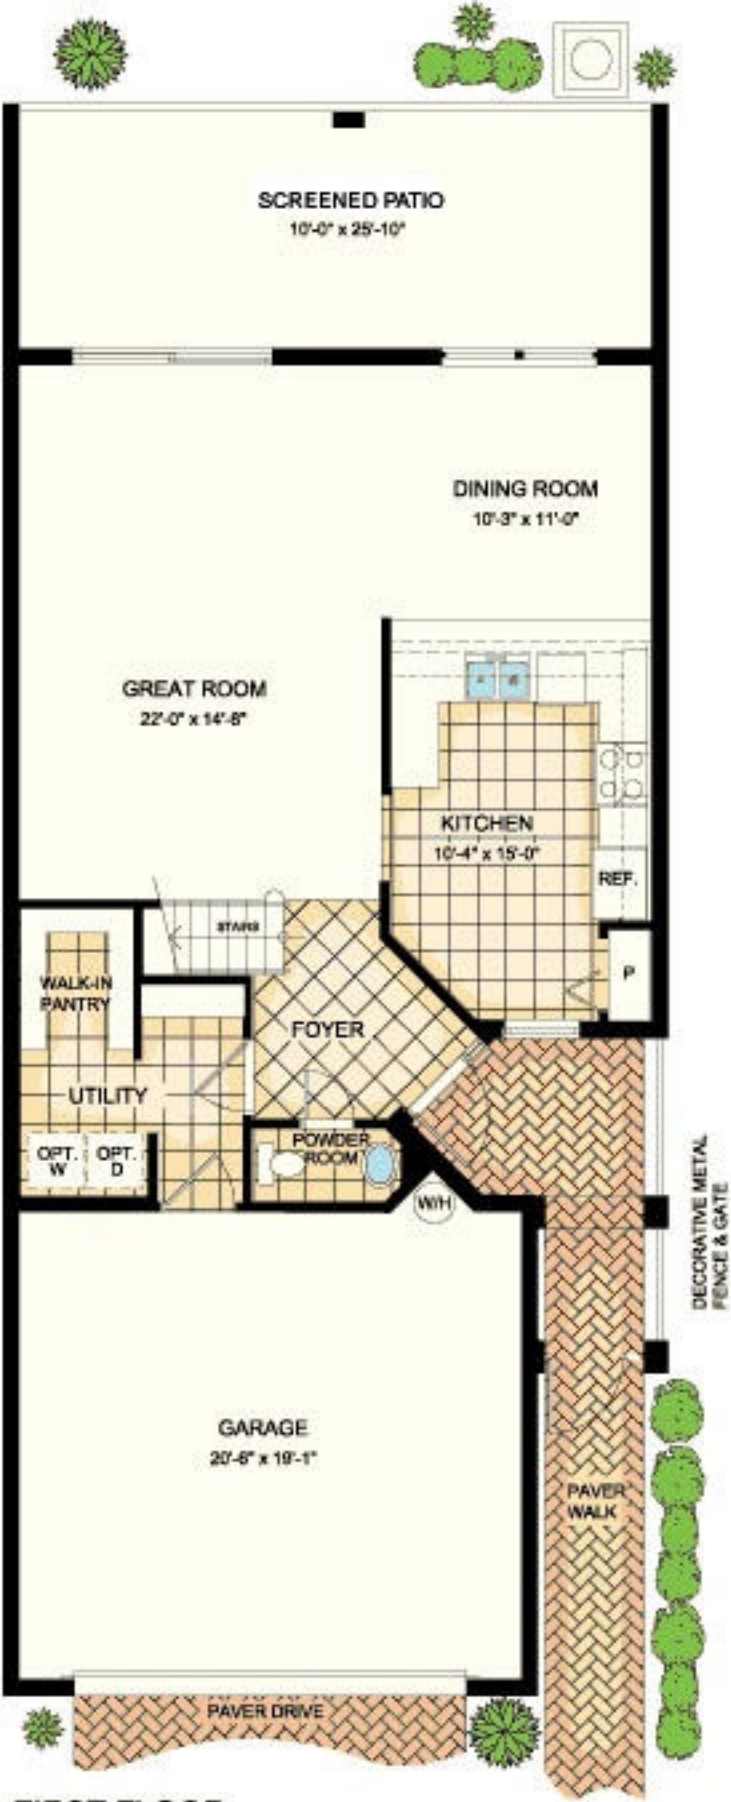 SCREENED PATIO
10'-0" x 25'-10"
DINING ROOM
10'-3" x 11'-0"
GREAT ROOM
22'-0" x 14'-8"
KITCHEN
10'-4" x 15'-0"
REF.
STAIRS
WALK-IN
PANTRY
P
FOYER
UTILITY
OPT.
W
OPT.
D
POWDER
ROOM
W/H
DECORATIVE METAL
FENCE & GATE
GARAGE
20'-6" x 19'-1"
PAVER
WALK
PAVER DRIVE
FIRST FLOOR